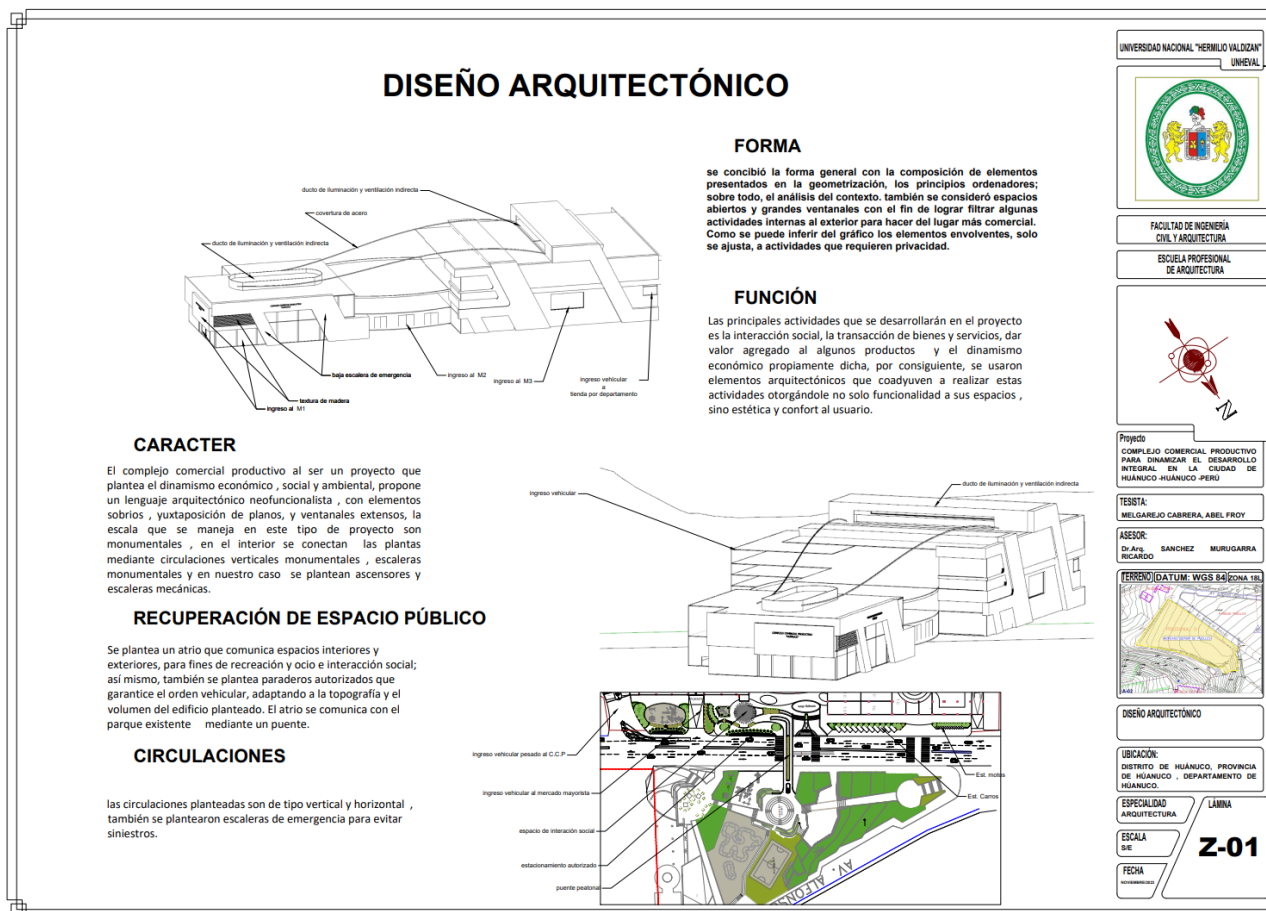 DISEÑO ARQUITECTÓNICO
FORMA
se concibió la forma general con la composición de elementos
presentados en la geometrización, los principios ordenadores;
sobre todo, el análisis del contexto. también se consideró espacios
abiertos y grandes ventanales con el fin de lograr filtrar algunas
actividades internas al exterior para hacer del lugar más comercial.
Como se puede inferir del gráfico los elementos envolventes, solo
se ajusta, a actividades que requieren privacidad.
ducto de iluminación y ventilación indirecta
covertura de acero
ducto de iluminación y ventilación indirecta
baja escalera de emergencia
textura de madera
ingreso al M1
ingreso al M2
ingreso al M3
ingreso vehicular
a
tienda por departamento
FUNCIÓN
Las principales actividades que se desarrollarán en el proyecto
es la interacción social, la transacción de bienes y servicios, dar
valor agregado al algunos productos y el dinamismo
económico propiamente dicha, por consiguiente, se usaron
elementos arquitectónicos que coadyuven a realizar estas
actividades otorgándole no solo funcionalidad a sus espacios ,
sino estética y confort al usuario.
CARACTER
El complejo comercial productivo al ser un proyecto que
plantea el dinamismo económico , social y ambiental, propone
un lenguaje arquitectónico neofuncionalista , con elementos
sobrios , yuxtaposición de planos, y ventanales extensos, la
escala que se maneja en este tipo de proyecto son
monumentales , en el interior se conectan las plantas
mediante circulaciones verticales monumentales , escaleras
monumentales y en nuestro caso se plantean ascensores y
escaleras mecánicas.
RECUPERACIÓN DE ESPACIO PÚBLICO
Se plantea un atrio que comunica espacios interiores y
exteriores, para fines de recreación y ocio e interacción social;
así mismo, también se plantea paraderos autorizados que
garantice el orden vehicular, adaptando a la topografía y el
volumen del edificio planteado. El atrio se comunica con el
parque existente mediante un puente.
CIRCULACIONES
las circulaciones planteadas son de tipo vertical y horizontal ,
también se plantearon escaleras de emergencia para evitar
siniestros.
ingreso vehicular
ducto de iluminación y ventilación indirecta
ingreso vehicular pesado al C.C.P
ingreso vehicular al mercado mayorista
espacio de interación social
estacionamiento autorizado
puente peatonal
Est. motos
Est. Carros
AV. ALFONS
UNIVERSIDAD NACIONAL "HERMILIO VALDIZAN"
UNHEVAL
FACULTAD DE INGENIERÍA
CIVIL Y ARQUITECTURA
ESCUELA PROFESIONAL
DE ARQUITECTURA
N
Proyecto
COMPLEJO COMERCIAL PRODUCTIVO
PARA DINAMIZAR EL DESARROLLO
INTEGRAL EN LA CIUDAD DE
HUÁNUCO -HUÁNUCO -PERÚ
TESISTA:
MELGAREJO CABRERA, ABEL FROY
ASESOR:
Dr.Arq. SANCHEZ MURUGARRA
RICARDO
TERRENO DATUM: WGS 84 ZONA 18L
A-02
DISEÑO ARQUITECTÓNICO
UBICACIÓN:
DISTRITO DE HUÁNUCO, PROVINCIA
DE HÚANUCO , DEPARTAMENTO DE
HÚANUCO.
ESPECIALIDAD
ARQUITECTURA
LÁMINA
ESCALA
S/E
Z-01
FECHA